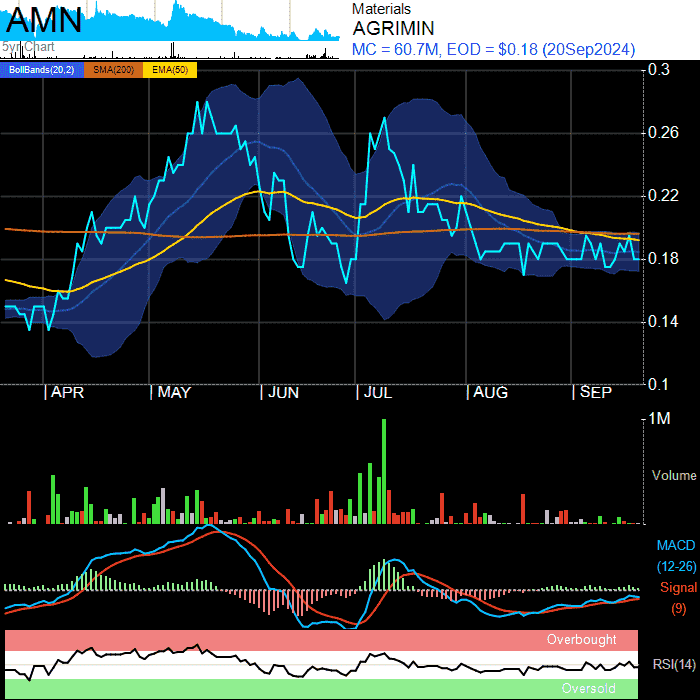 AMN
5yr Chart
Materials
AGRIMIN
MC = 60.7M, EOD = $0.18 (20Sep2024)
BollBands(20,2) SMA(200) EMA(50)
0.3
0.26
0.22
0.18
0.14
0.1
APR MAY JUN JUL AUG SEP
1M
Volume
MACD
(12-26)
Signal
(9)
Overbought
RSI(14)
Oversold